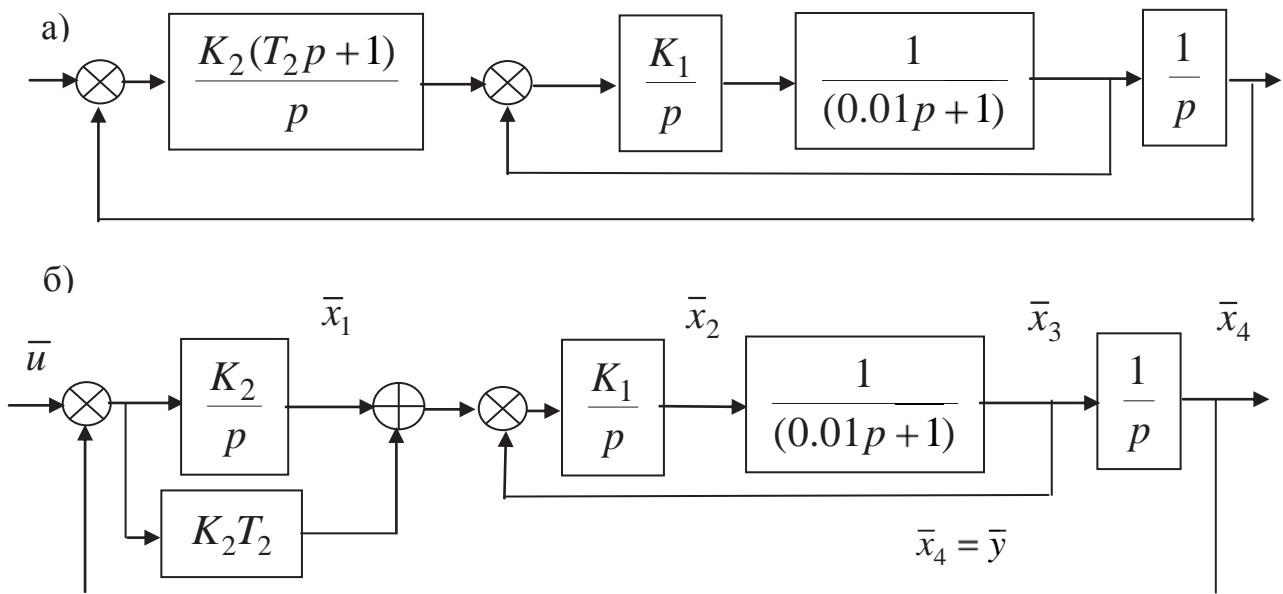 а)
K₂(T₂p + 1) / p
K₁ / p
1 / (0.01p + 1)
1 / p
б)
u̅
x̅₁
x̅₂
x̅₃
x̅₄
K₂ / p
K₁ / p
1 / (0.01p + 1)
1 / p
K₂T₂
x̅₄ = y̅